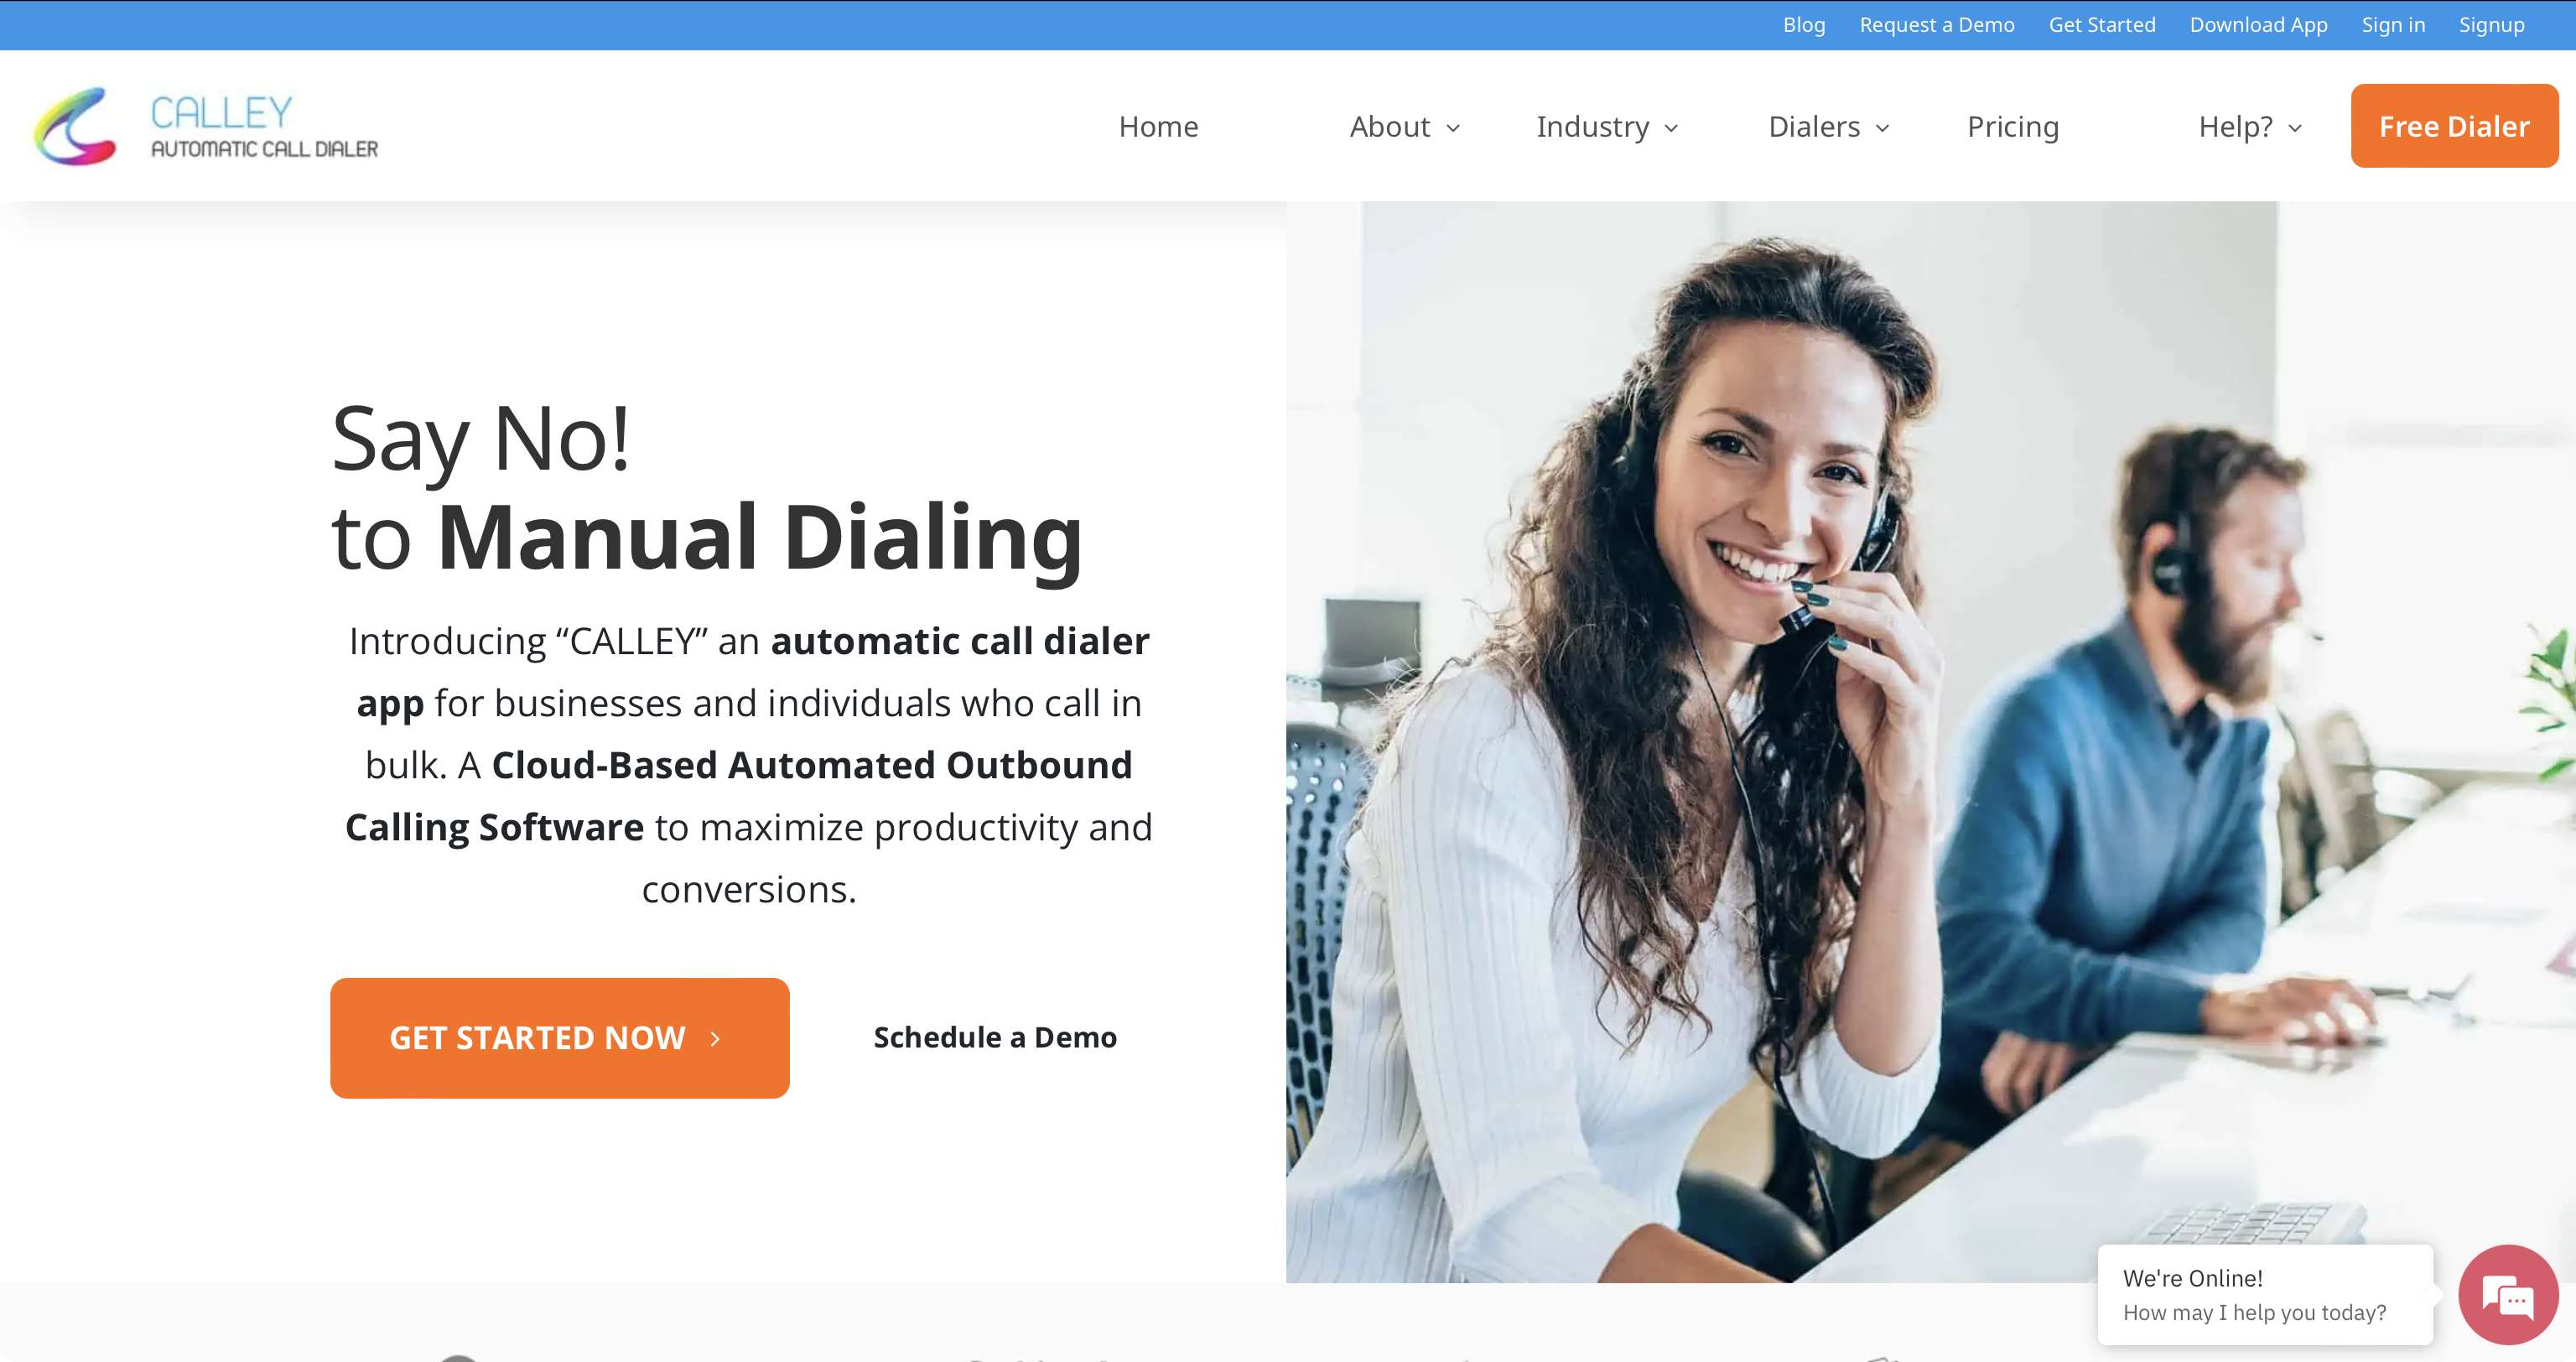 Blog Request a Demo Get Started Download App Sign in Signup
CALLEY
AUTOMATIC CALL DIALER
Home About Industry Dialers Pricing Help? Free Dialer
Say No!
to Manual Dialing
Introducing “CALLEY” an automatic call dialer
app for businesses and individuals who call in
bulk. A Cloud-Based Automated Outbound
Calling Software to maximize productivity and
conversions.
GET STARTED NOW
Schedule a Demo
We're Online!
How may I help you today?